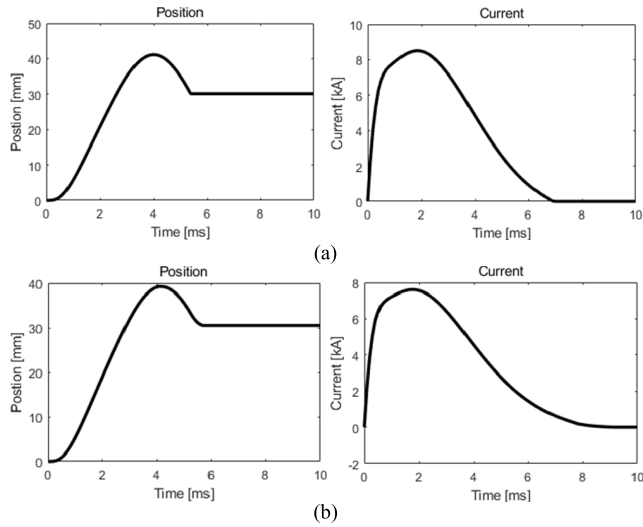 Position
Current
50
40
30
20
10
0
Postion [mm]
0 2 4 6 8 10
Time [ms]
10
8
6
4
2
0
Current [kA]
0 2 4 6 8 10
Time [ms]
(a)
Position
Current
40
30
20
10
0
Postion [mm]
0 2 4 6 8 10
Time [ms]
8
6
4
2
0
-2
Current [kA]
0 2 4 6 8 10
Time [ms]
(b)